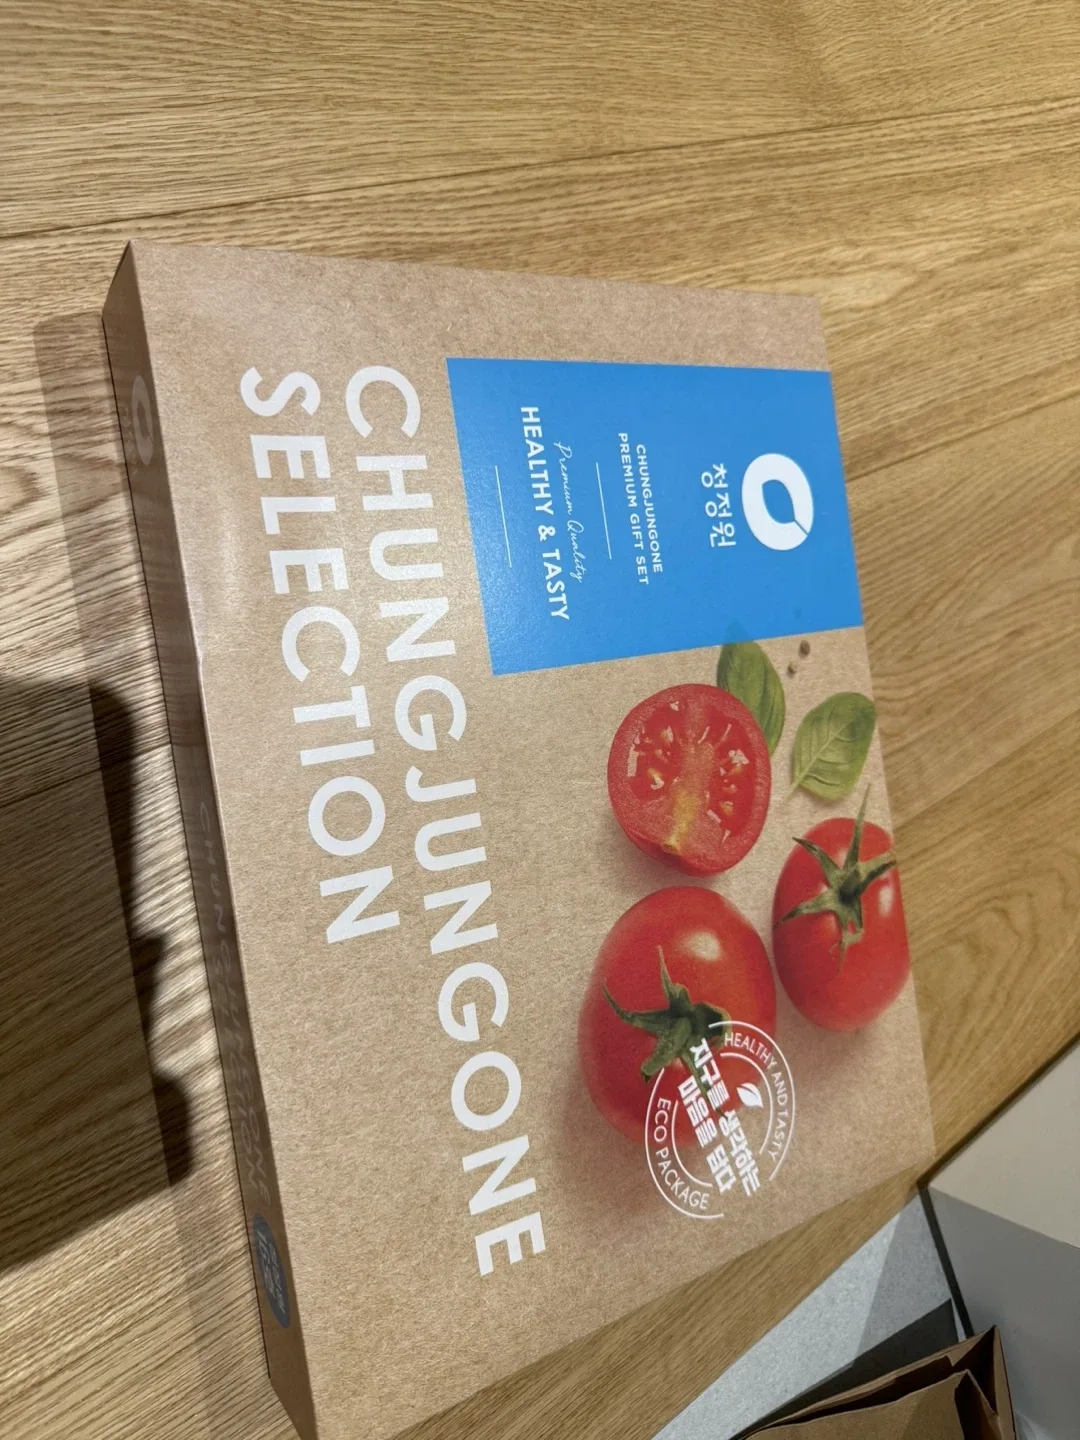 청정원
CHUNGJUNGONE
PREMIUM GIFT SET
Premium Quality
HEALTHY & TASTY
CHUNGJUNGONE
SELECTION
HEALTHY AND TASTY
지구를 생각하는
마음을 담다
ECO PACKAGE